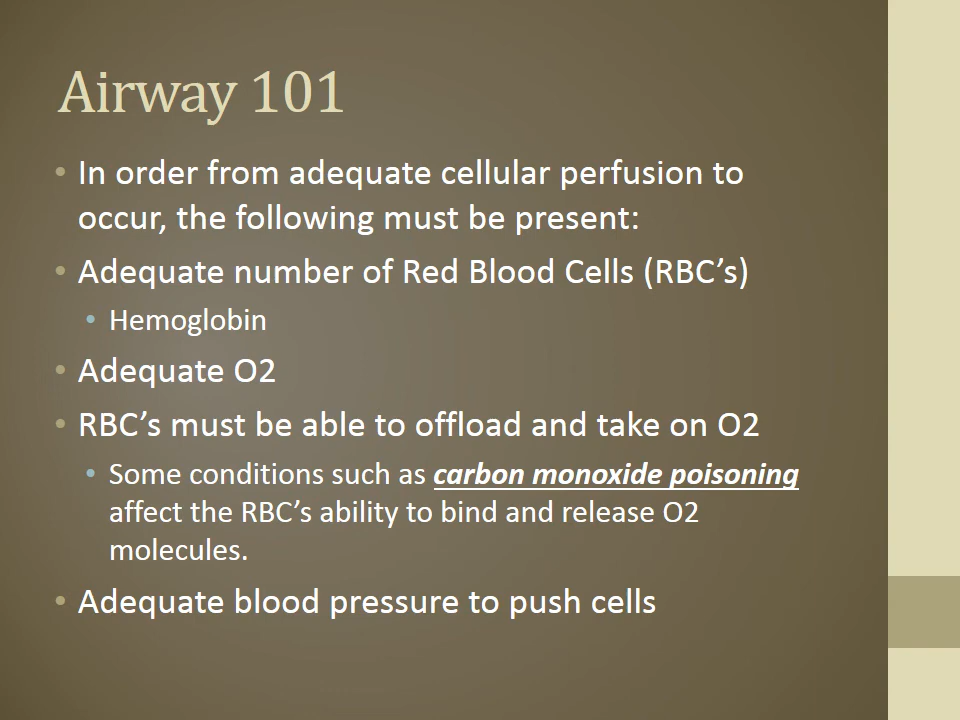 Airway 101
• In order from adequate cellular perfusion to
occur, the following must be present:
• Adequate number of Red Blood Cells (RBC’s)
• Hemoglobin
• Adequate O2
• RBC’s must be able to offload and take on O2
• Some conditions such as carbon monoxide poisoning
affect the RBC’s ability to bind and release O2
molecules.
• Adequate blood pressure to push cells